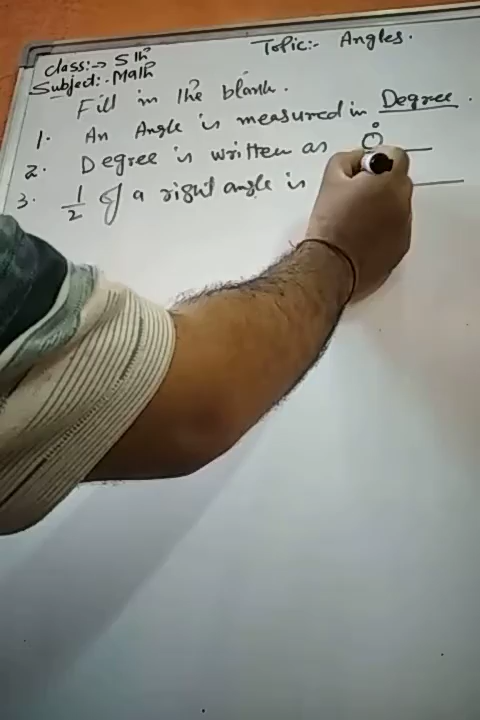 Class:→ 5th Topic:- Angles.
Subject:- Math
Fill in the blank.
1. An Angle is measured in Degree.
2. Degree is written as 0°
3. 1/2 of a right angle is